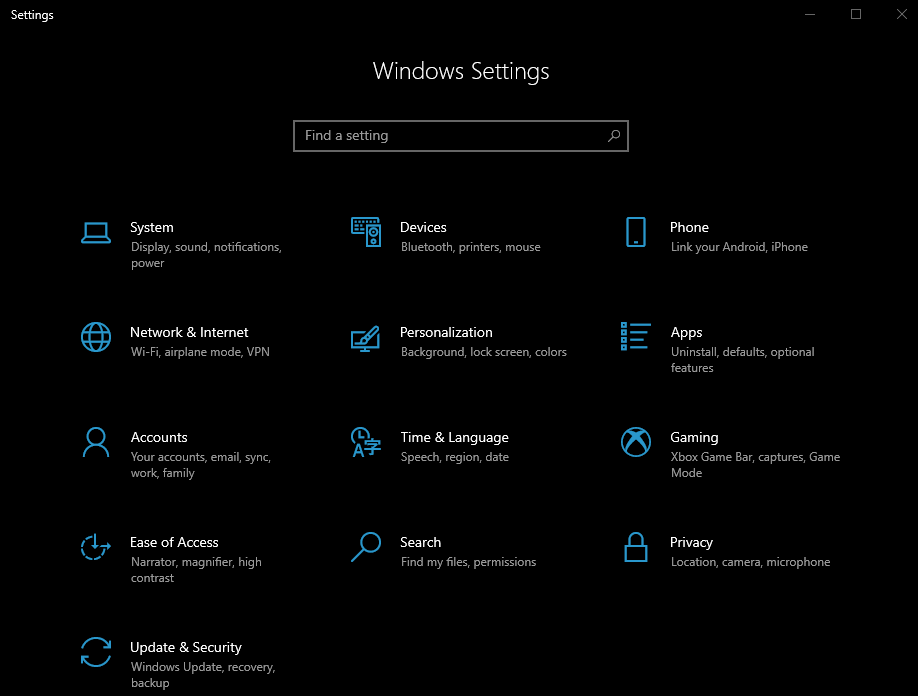 Settings
Windows Settings
Find a setting
System
Display, sound, notifications,
power
Devices
Bluetooth, printers, mouse
Phone
Link your Android, iPhone
Network & Internet
Wi-Fi, airplane mode, VPN
Personalization
Background, lock screen, colors
Apps
Uninstall, defaults, optional
features
Accounts
Your accounts, email, sync,
work, family
Time & Language
Speech, region, date
Gaming
Xbox Game Bar, captures, Game
Mode
Ease of Access
Narrator, magnifier, high
contrast
Search
Find my files, permissions
Privacy
Location, camera, microphone
Update & Security
Windows Update, recovery,
backup